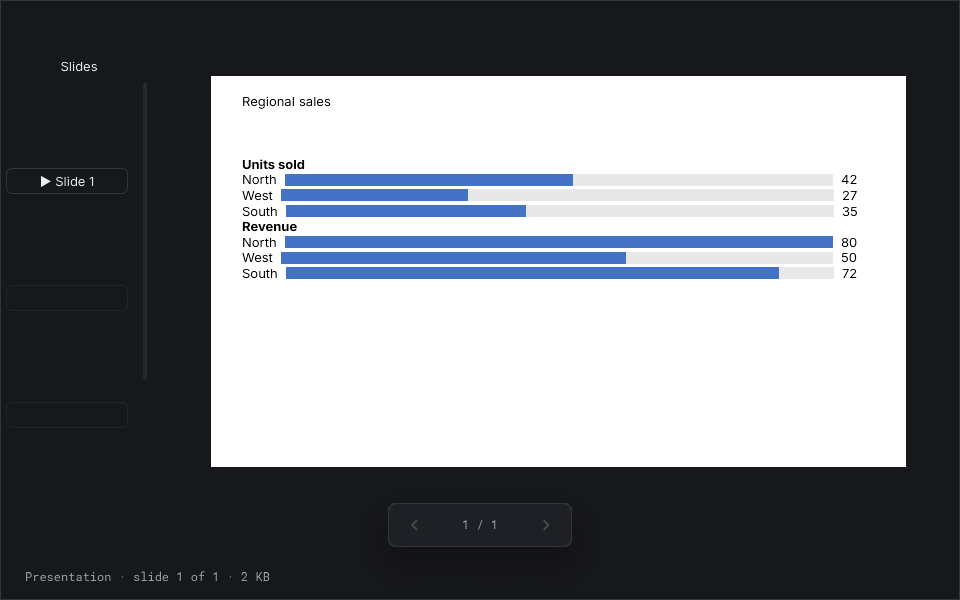 Slides
▶ Slide 1
Regional sales
Units sold
North 42
West 27
South 35
Revenue
North 80
West 50
South 72
1 / 1
Presentation · slide 1 of 1 · 2 KB